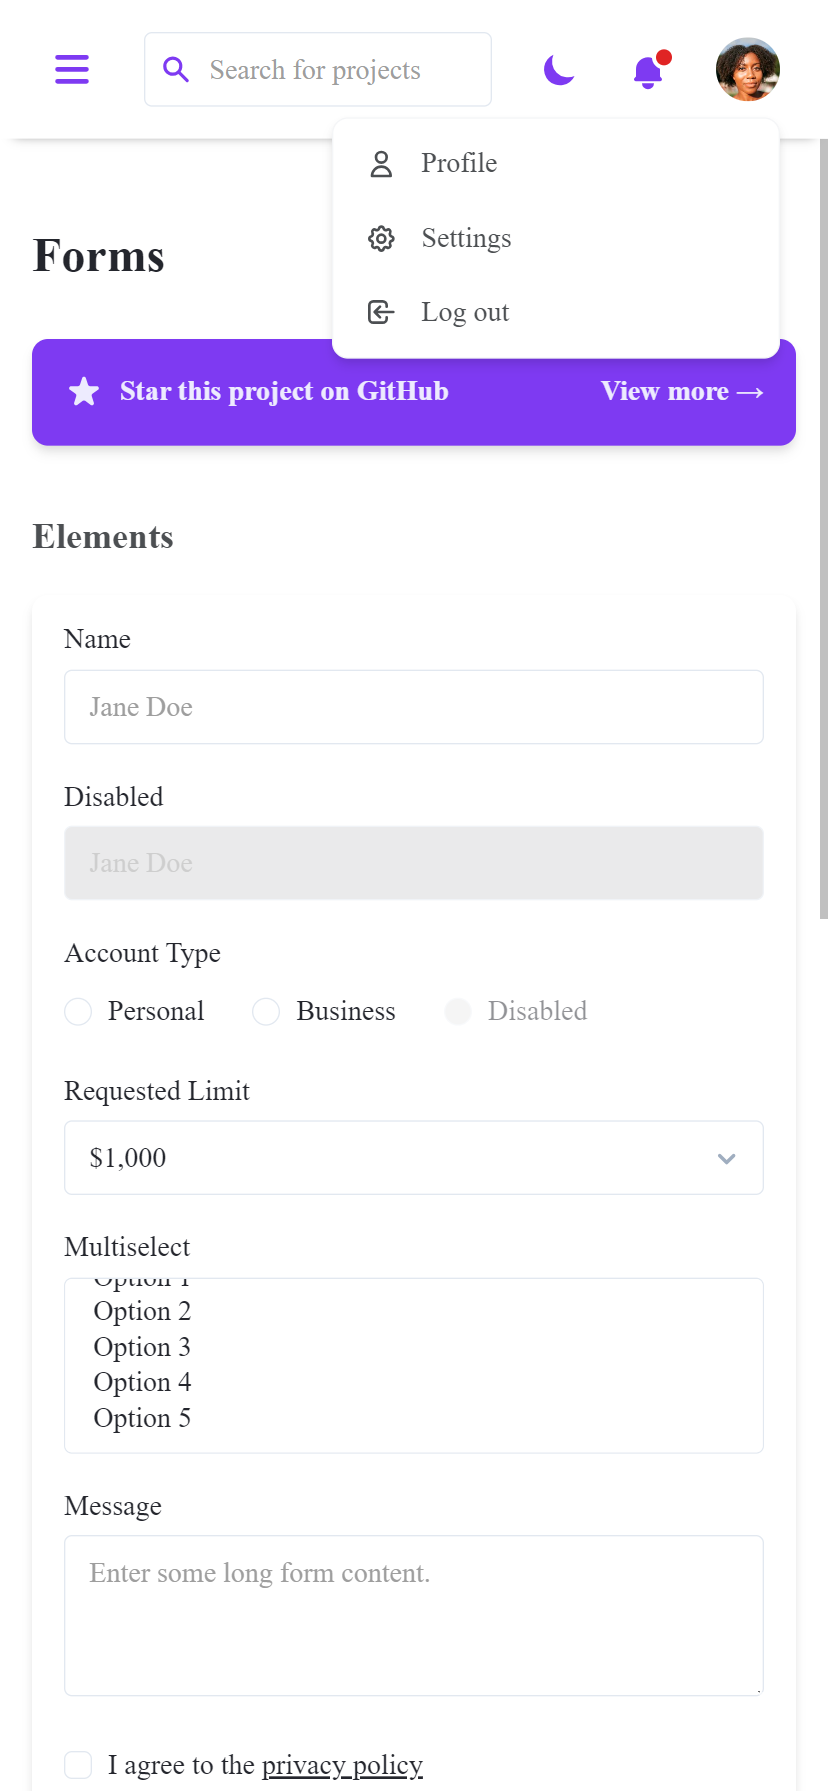 Search for projects
Profile
Settings
Log out
Forms
Star this project on GitHub View more →
Elements
Name
Jane Doe
Disabled
Jane Doe
Account Type
Personal Business Disabled
Requested Limit
$1,000
Multiselect
Option 1
Option 2
Option 3
Option 4
Option 5
Message
Enter some long form content.
I agree to the privacy policy